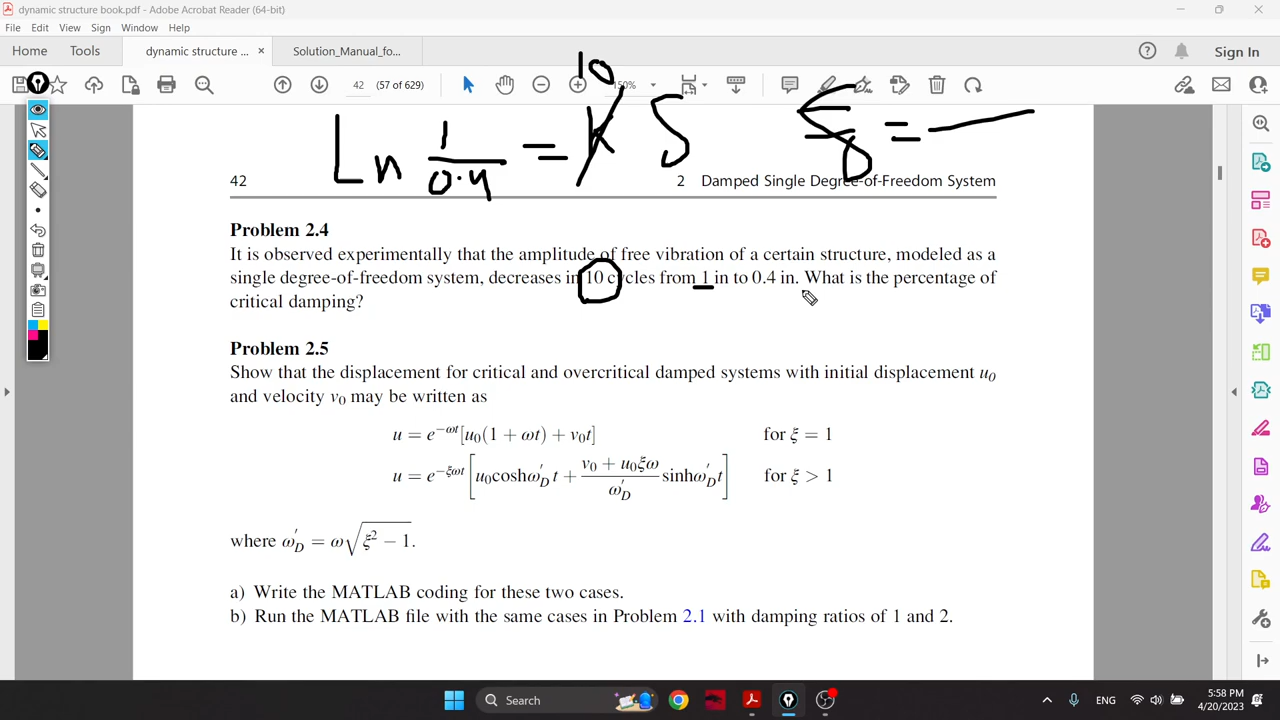 dynamic structure book.pdf - Adobe Acrobat Reader (64-bit)
File Edit View Sign Window Help
Home Tools dynamic structure ... × Solution_Manual_fo... Sign In
42 (57 of 629) 150%
10
Ln 1/0.4 = K δ ξ =
42 2 Damped Single Degree-of-Freedom System
Problem 2.4
It is observed experimentally that the amplitude of free vibration of a certain structure, modeled as a
single degree-of-freedom system, decreases in 10 cycles from 1 in to 0.4 in. What is the percentage of
critical damping?
Problem 2.5
Show that the displacement for critical and overcritical damped systems with initial displacement u₀
and velocity v₀ may be written as
u = e^{-ωt}[u₀(1 + ωt) + v₀t] for ξ = 1
u = e^{-ξωt}[u₀coshω'_D t + (v₀ + u₀ξω)/ω'_D sinhω'_D t] for ξ > 1
where ω'_D = ω√(ξ² − 1).
a) Write the MATLAB coding for these two cases.
b) Run the MATLAB file with the same cases in Problem 2.1 with damping ratios of 1 and 2.
Search ENG 5:58 PM
4/20/2023